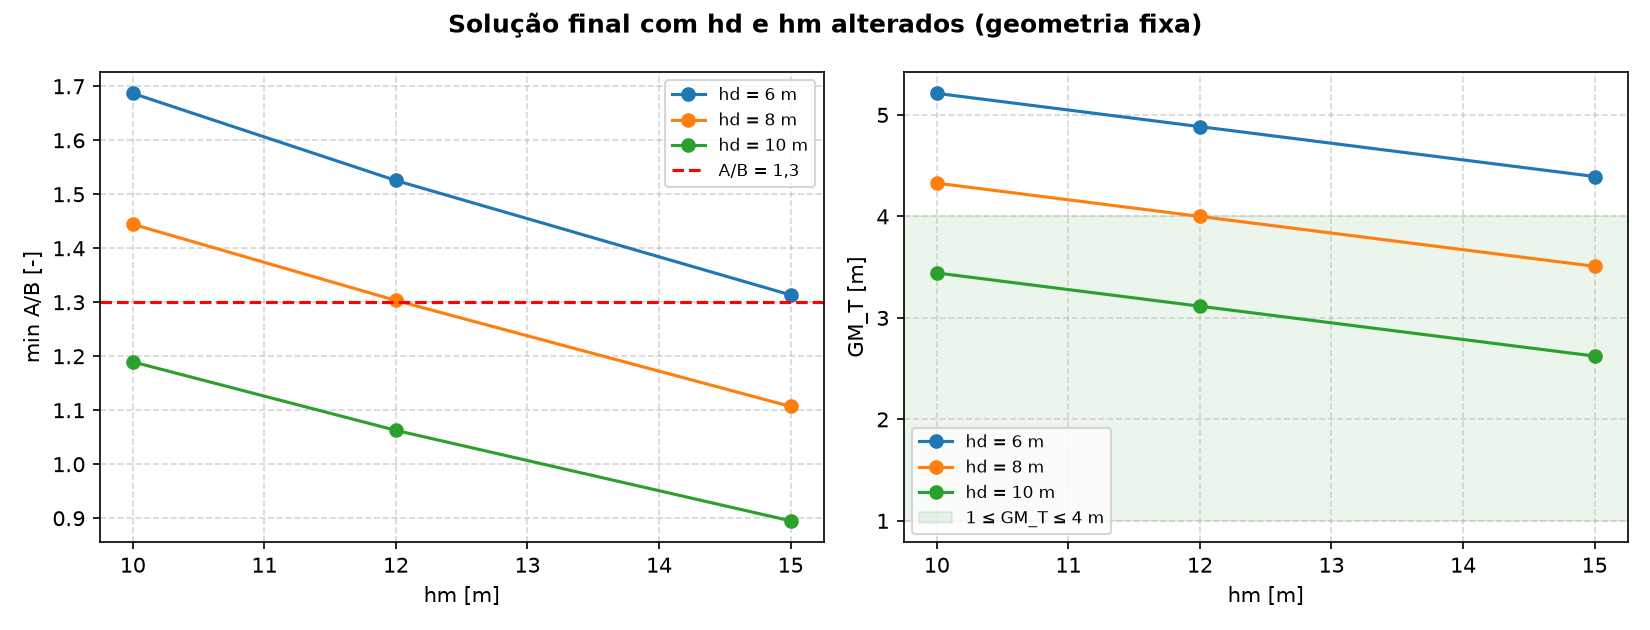 Solução final com hd e hm alterados (geometria fixa)
min A/B [-]
1.7
1.6
1.5
1.4
1.3
1.2
1.1
1.0
0.9
10 11 12 13 14 15
hm [m]
hd = 6 m
hd = 8 m
hd = 10 m
A/B = 1,3
GM_T [m]
5
4
3
2
1
10 11 12 13 14 15
hm [m]
hd = 6 m
hd = 8 m
hd = 10 m
1 ≤ GM_T ≤ 4 m